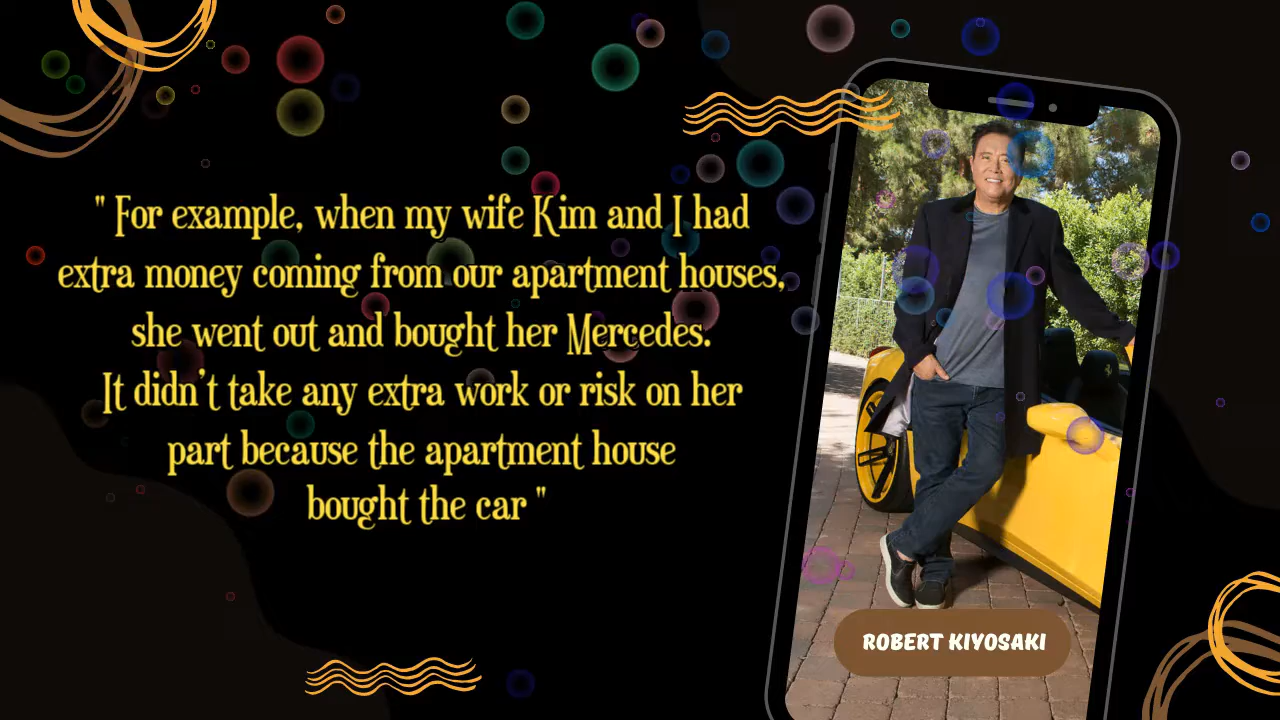 " For example, when my wife Kim and I had
extra money coming from our apartment houses,
she went out and bought her Mercedes.
It didn’t take any extra work or risk on her
part because the apartment house
bought the car "
ROBERT KIYOSAKI